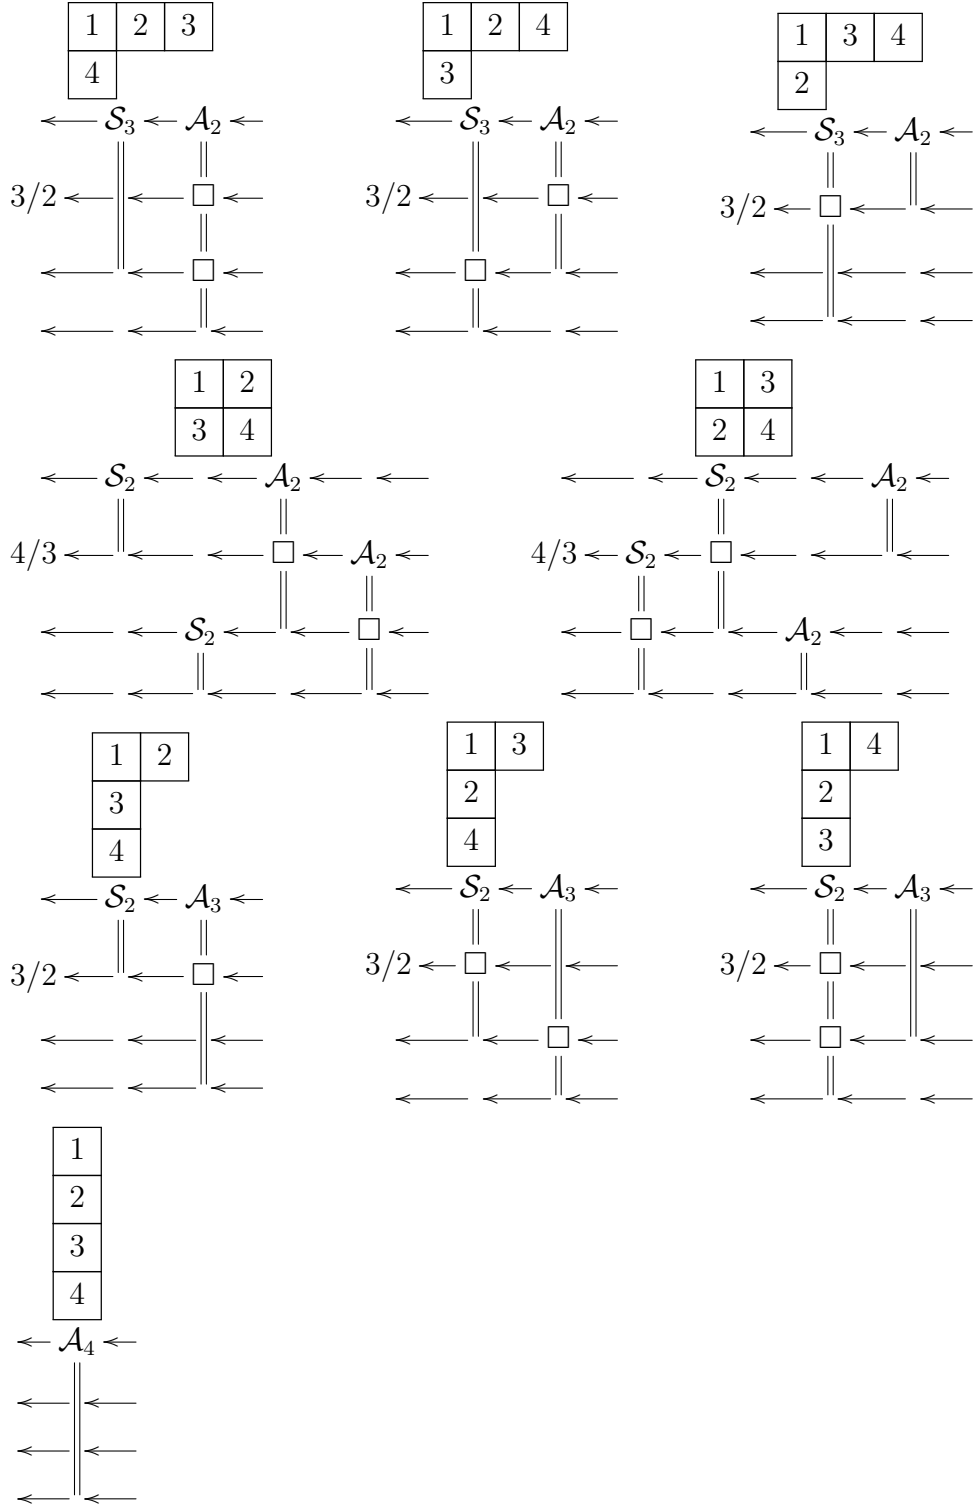 1 2 3 1 2 4 1 3 4
4 3 2
𝒮₃ 𝒜₂ 𝒮₃ 𝒜₂ 𝒮₃ 𝒜₂
3/2 3/2 3/2
1 2 1 3
3 4 2 4
𝒮₂ 𝒜₂ 𝒮₂ 𝒜₂
4/3 𝒜₂ 4/3 𝒮₂
𝒮₂ 𝒜₂
1 2 1 3 1 4
3 2 2
4 4 3
𝒮₂ 𝒜₃ 𝒮₂ 𝒜₃ 𝒮₂ 𝒜₃
3/2 3/2 3/2
1
2
3
4
𝒜₄